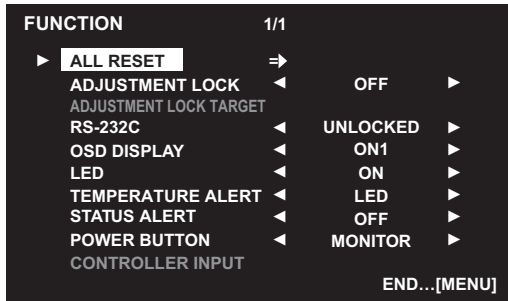 FUNCTION 1/1
ALL RESET
ADJUSTMENT LOCK OFF
ADJUSTMENT LOCK TARGET
RS-232C UNLOCKED
OSD DISPLAY ON1
LED ON
TEMPERATURE ALERT LED
STATUS ALERT OFF
POWER BUTTON MONITOR
CONTROLLER INPUT
END…[MENU]